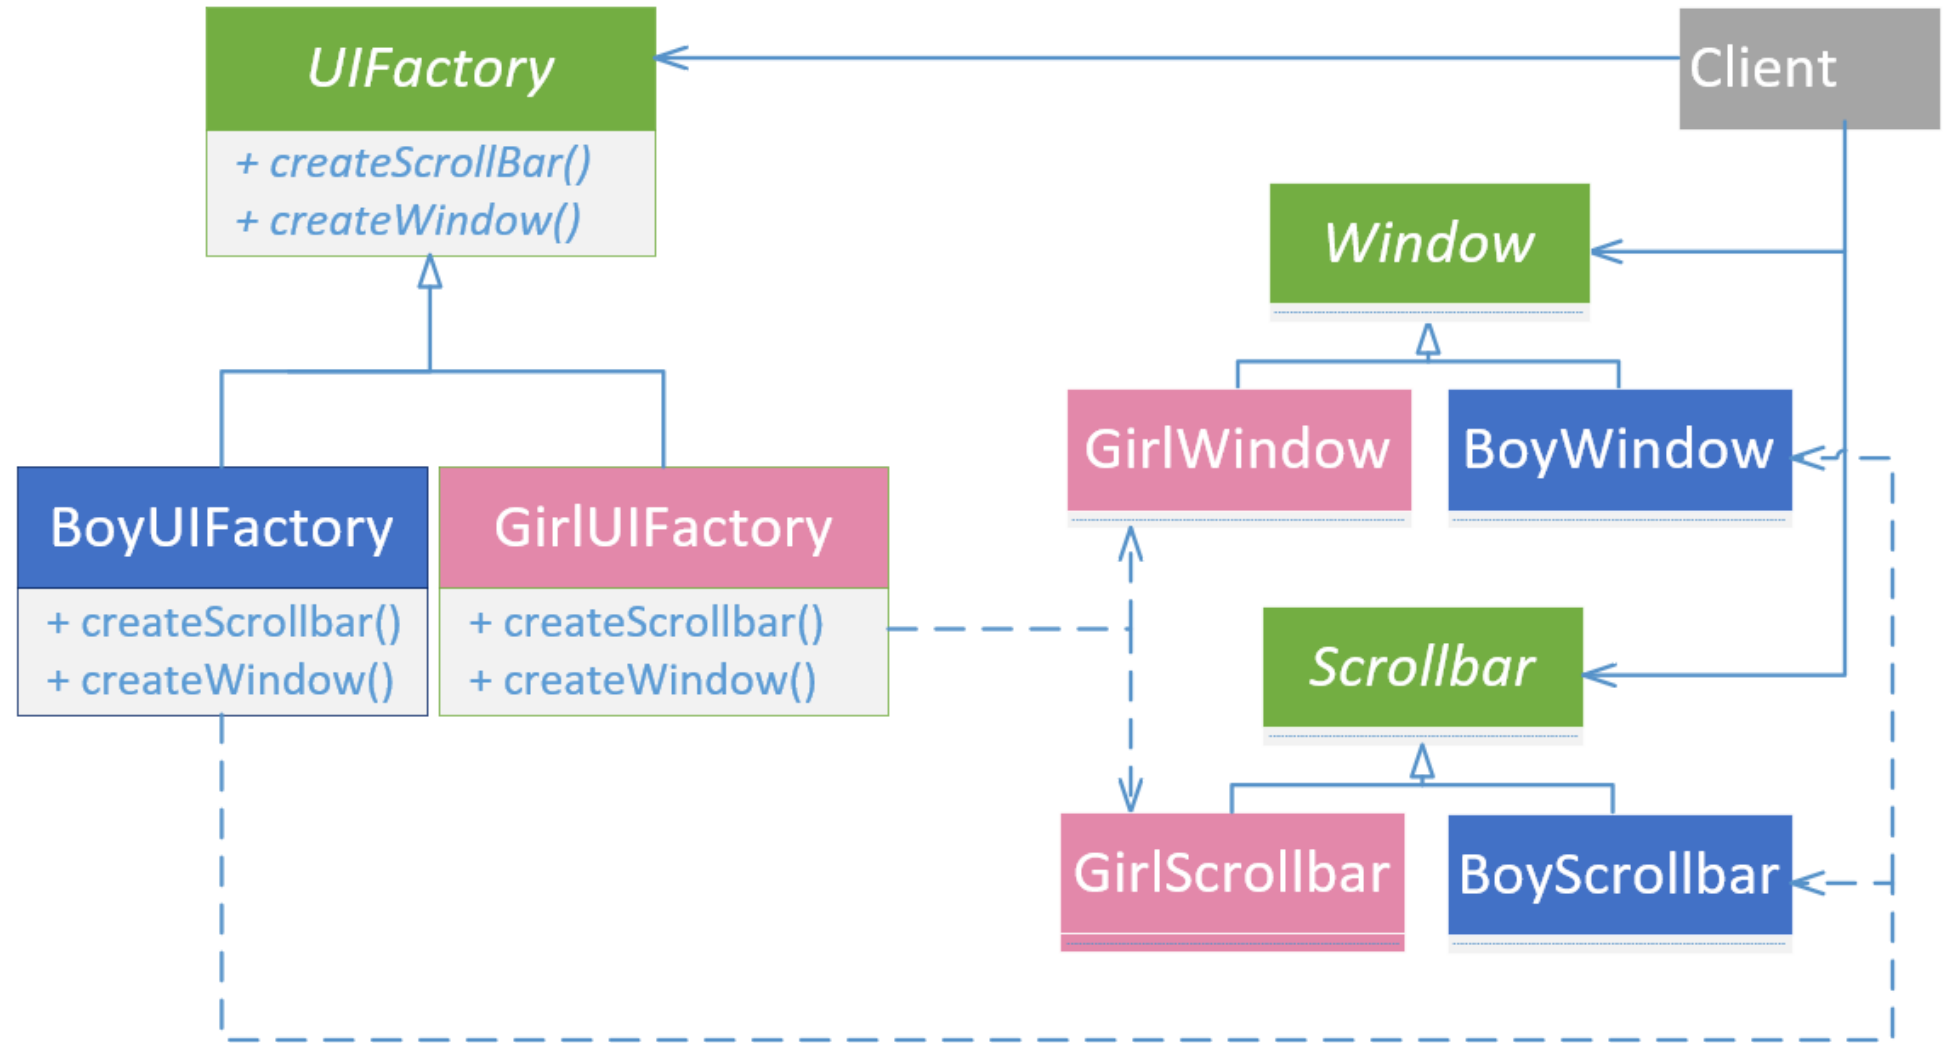 UIFactory
+ createScrollBar()
+ createWindow()
Client
Window
GirlWindow
BoyWindow
BoyUIFactory
+ createScrollbar()
+ createWindow()
GirlUIFactory
+ createScrollbar()
+ createWindow()
Scrollbar
GirlScrollbar
BoyScrollbar